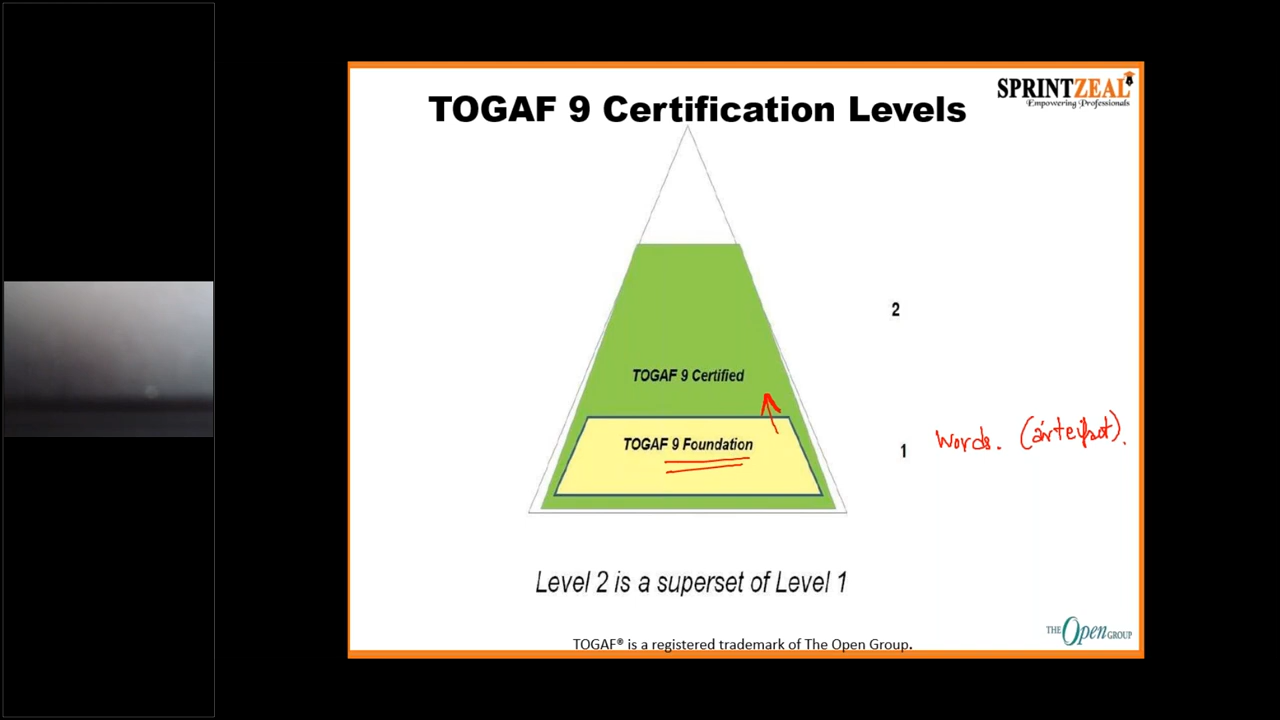 SPRINTZEAL
Empowering Professionals
TOGAF 9 Certification Levels
2
TOGAF 9 Certified
TOGAF 9 Foundation
1
words.
Level 2 is a superset of Level 1
THE Open GROUP
TOGAF® is a registered trademark of The Open Group.